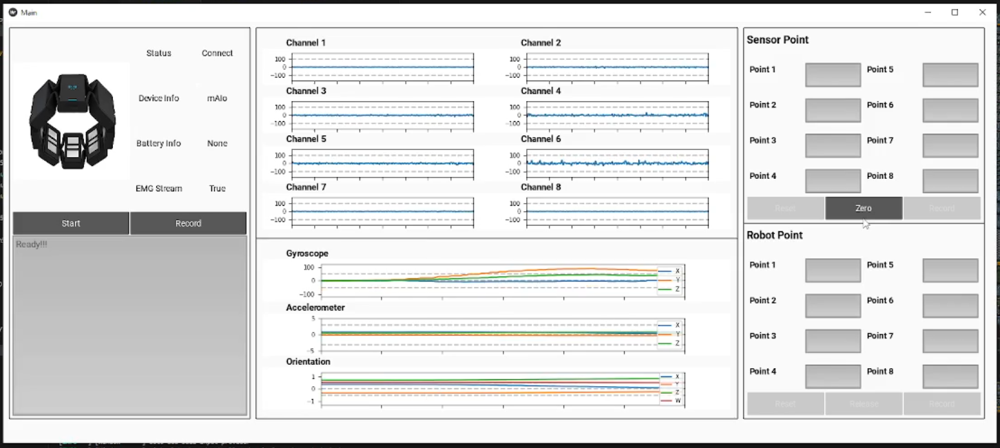 Main
Status Connect
Device Info mAlo
Battery Info None
EMG Stream True
Start Record
Ready!!!
Channel 1
100
0
-100
Channel 2
100
0
-100
Channel 3
100
0
-100
Channel 4
100
0
-100
Channel 5
100
0
-100
Channel 6
100
0
-100
Channel 7
100
0
-100
Channel 8
100
0
-100
Gyroscope
100
0
-100
X
Y
Z
Accelerometer
5
0
-5
X
Y
Z
Orientation
1
0
-1
X
Y
Z
W
Sensor Point
Point 1 Point 5
Point 2 Point 6
Point 3 Point 7
Point 4 Point 8
Reset Zero Record
Robot Point
Point 1 Point 5
Point 2 Point 6
Point 3 Point 7
Point 4 Point 8
Reset Release Record